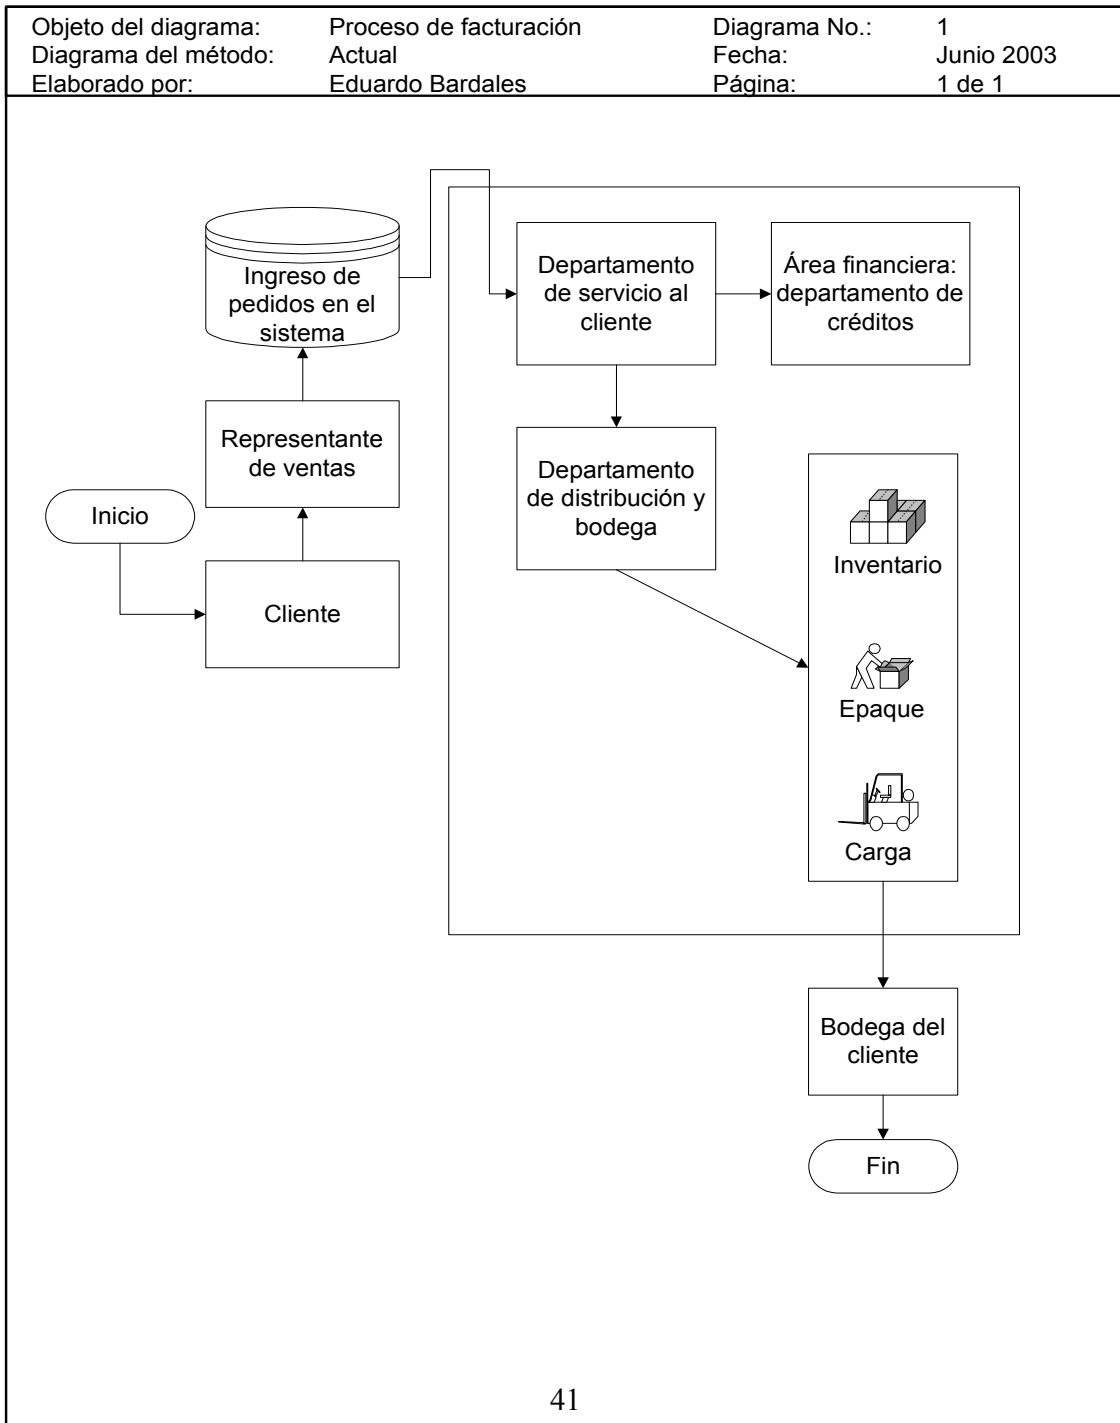 Objeto del diagrama: Proceso de facturación Diagrama No.: 1
Diagrama del método: Actual Fecha: Junio 2003
Elaborado por: Eduardo Bardales Página: 1 de 1
Ingreso de
pedidos en el
sistema
Departamento
de servicio al
cliente
Área financiera:
departamento de
créditos
Representante
de ventas
Departamento
de distribución y
bodega
Inicio
Inventario
Cliente
Epaque
Carga
Bodega del
cliente
Fin
41